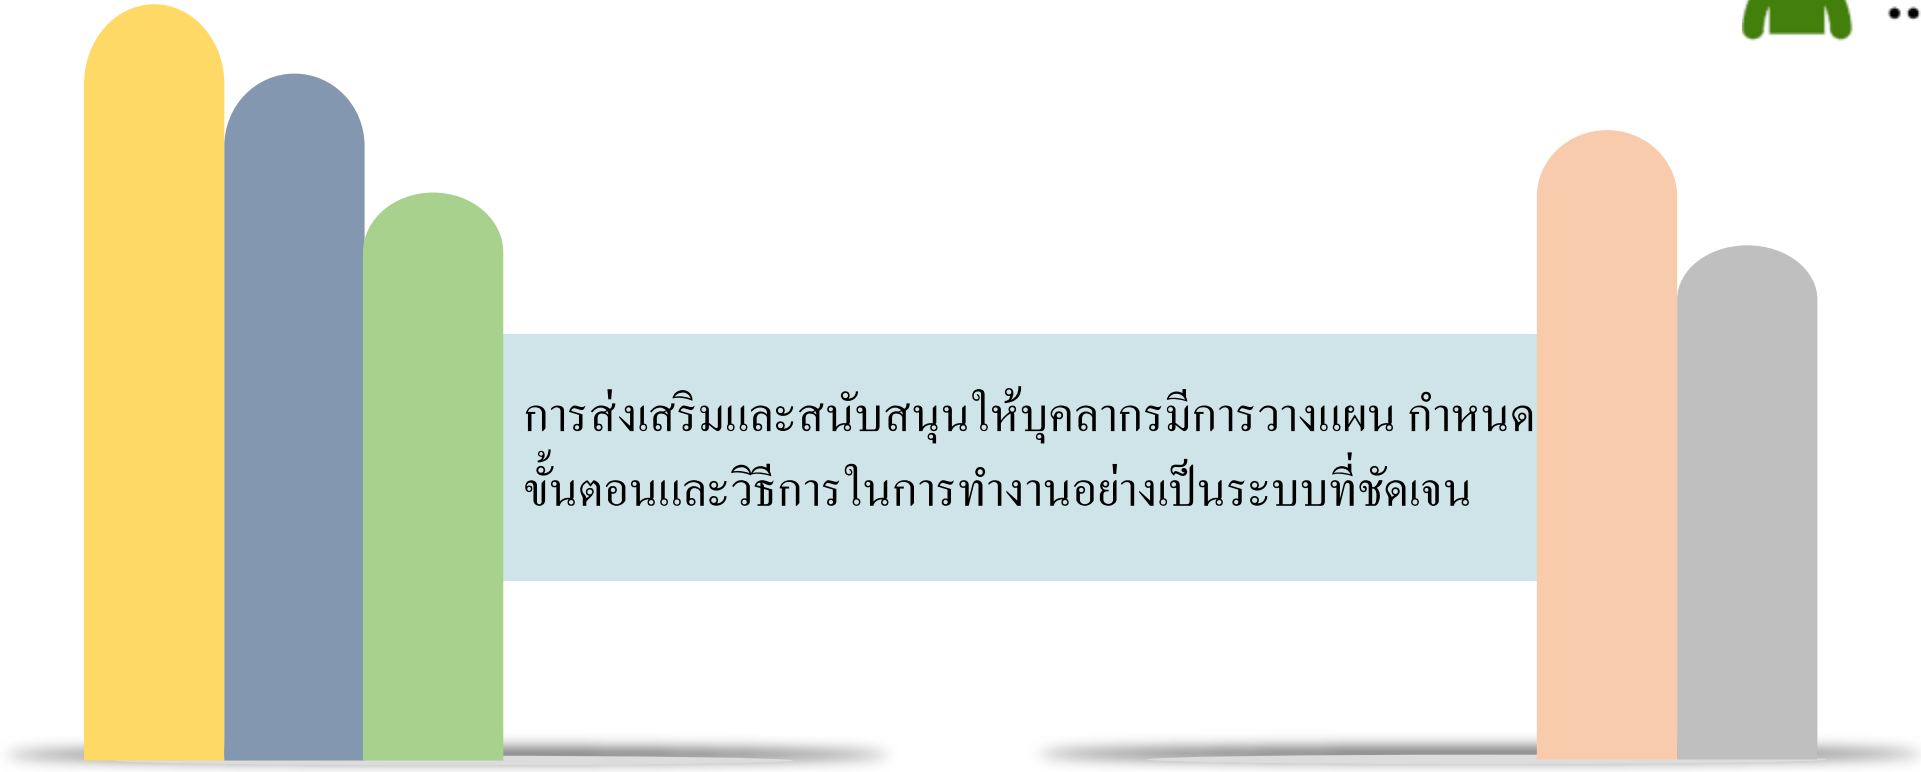 การส่งเสริมและสนับสนุนให้บุคลากรมีการวางแผน กำหนด
ขั้นตอนและวิธีการในการทำงานอย่างเป็นระบบที่ชัดเจน